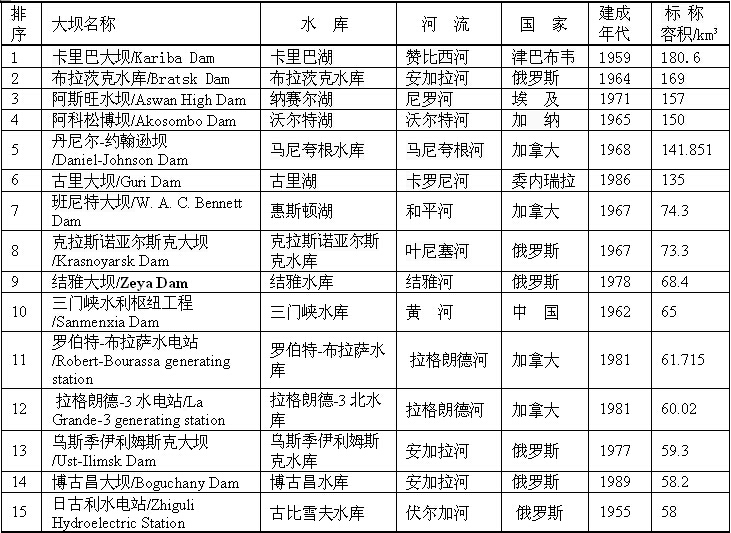 排序 大坝名称 水 库 河 流 国 家 建成年代 标 称容积/km³
1 卡里巴大坝/Kariba Dam 卡里巴湖 赞比西河 津巴布韦 1959 180.6
2 布拉茨克水库/Bratsk Dam 布拉茨克水库 安加拉河 俄罗斯 1964 169
3 阿斯旺水坝/Aswan High Dam 纳赛尔湖 尼罗河 埃 及 1971 157
4 阿科松博大坝/Akosombo Dam 沃尔特湖 沃尔特河 加 纳 1965 150
5 丹尼尔-约翰逊坝/Daniel-Johnson Dam 马尼夸根水库 马尼夸根河 加拿大 1968 141.851
6 古里大坝/Guri Dam 古里湖 卡罗尼河 委内瑞拉 1986 135
7 班尼特大坝/W. A. C. Bennett Dam 惠斯顿湖 和平河 加拿大 1967 74.3
8 克拉斯诺亚尔斯克大坝/Krasnoyarsk Dam 克拉斯诺亚尔斯克水库 叶尼塞河 俄罗斯 1967 73.3
9 结雅大坝/Zeya Dam 结雅水库 结雅河 俄罗斯 1978 68.4
10 三门峡水利枢纽工程/Sanmenxia Dam 三门峡水库 黄 河 中 国 1962 65
11 罗伯特-布拉萨水电站/Robert-Bourassa generating station 罗伯特-布拉萨水库 拉格朗德河 加拿大 1981 61.715
12 拉格朗德-3 水电站/La Grande-3 generating station 拉格朗德-3 北水库 拉格朗德河 加拿大 1981 60.02
13 乌斯季伊利姆斯克大坝/Ust-Ilimsk Dam 乌斯季伊利姆斯克水库 安加拉河 俄罗斯 1977 59.3
14 博古昌大坝/Boguchany Dam 博古昌水库 安加拉河 俄罗斯 1989 58.2
15 日古利水电站/Zhiguli Hydroelectric Station 古比雪夫水库 伏尔加河 俄罗斯 1955 58